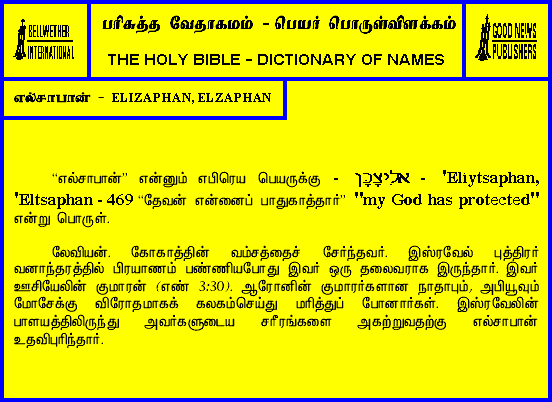 BELLWETHER
INTERNATIONAL
பரிசுத்த வேதாகமம் - பெயர் பொருள்விளக்கம்
THE HOLY BIBLE - DICTIONARY OF NAMES
GOOD NEWS
PUBLISHERS
எல்சாபான் - ELIZAPHAN, ELZAPHAN
“எல்சாபான்” என்னும் எபிரெய பெயருக்கு - אליצָפָן - 'Eliytsaphan,
'Eltsaphan - 469 “தேவன் என்னைப் பாதுகாத்தார்” "my God has protected"
என்று பொருள்.
லேவியன். கோகாத்தின் வம்சத்தைச் சேர்ந்தவர். இஸ்ரவேல் புத்திரர்
வனாந்தரத்தில் பிரயாணம் பண்ணியபோது இவர் ஒரு தலைவராக இருந்தார். இவர்
ஊசியேலின் குமாரன் (எண் 3:30). ஆரோனின் குமாரர்களான நாதாபும், அபியூவும்
மோசேக்கு விரோதமாகக் கலகம்செய்து மரித்துப் போனார்கள். இஸ்ரவேலின்
பாளயத்திலிருந்து அவர்களுடைய சரீரங்களை அகற்றுவதற்கு எல்சாபான்
உதவிபுரிந்தார்.